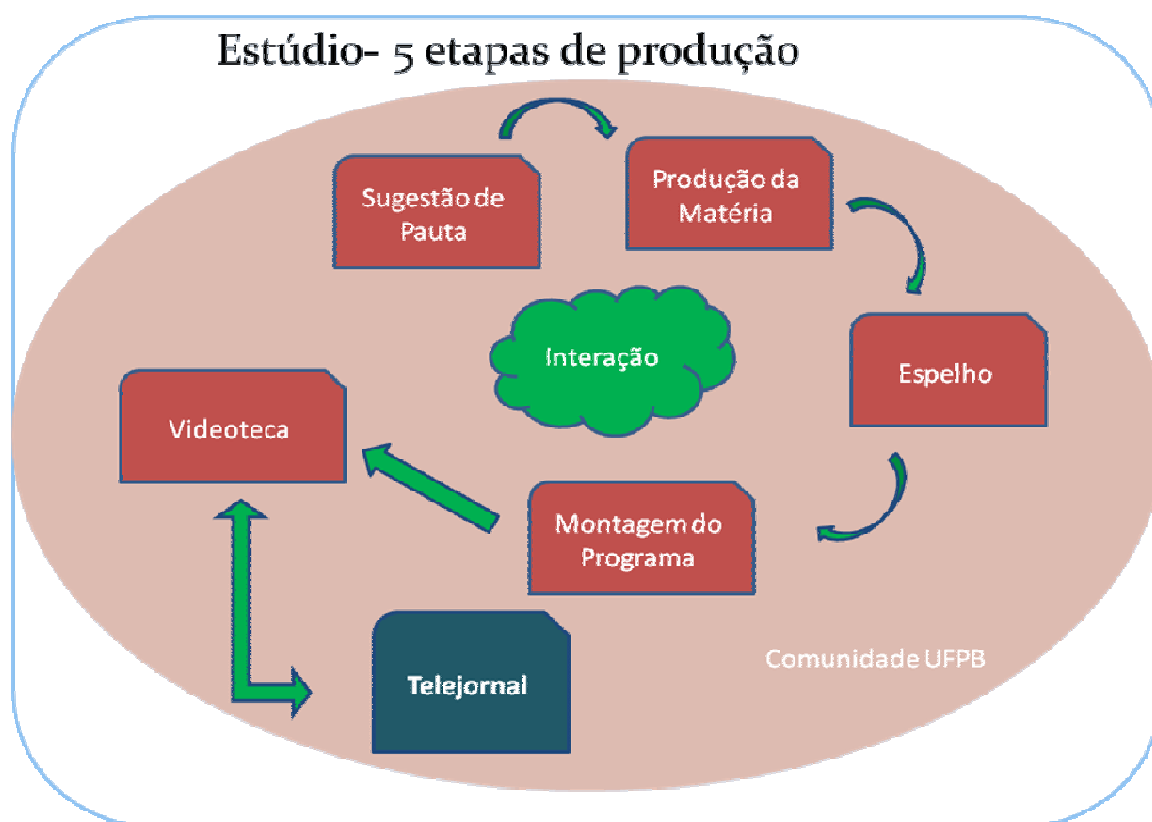 Estúdio- 5 etapas de produção
Sugestão de
Pauta
Produção da
Matéria
Interação
Espelho
Videoteca
Montagem do
Programa
Telejornal
Comunidade UFPB